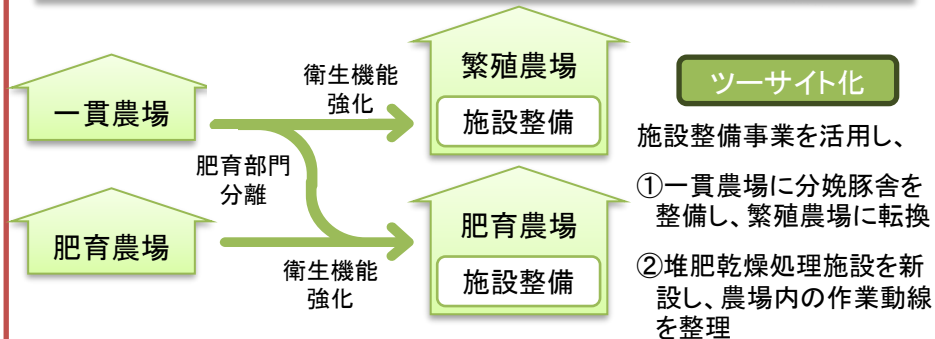 一貫農場
衛生機能
強化
繁殖農場
施設整備
肥育部門
分離
肥育農場
衛生機能
強化
肥育農場
施設整備
ツーサイト化
施設整備事業を活用し、
①一貫農場に分娩豚舎を
整備し、繁殖農場に転換
②堆肥乾燥処理施設を新
設し、農場内の作業動線
を整理